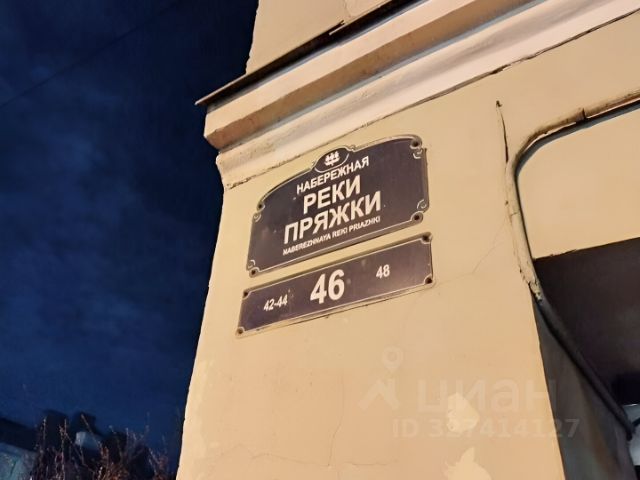 НАБЕРЕЖНАЯ
РЕКИ
ПРЯЖКИ
NABEREZHNAYA REKI PRIAZHKI
42-44 46 48
циан
ID 337414127